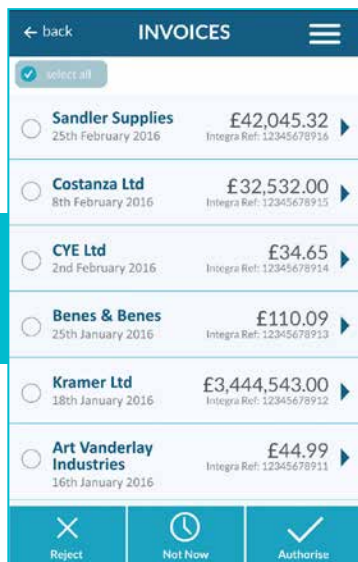 ← back INVOICES
select all
Sandler Supplies £42,045.32
25th February 2016 Integra Ref: 12345678916
Costanza Ltd £32,532.00
8th February 2016 Integra Ref: 12345678915
CYE Ltd £34.65
2nd February 2016 Integra Ref: 12345678914
Benes & Benes £110.09
25th January 2016 Integra Ref: 12345678913
Kramer Ltd £3,444,543.00
18th January 2016 Integra Ref: 12345678912
Art Vanderlay £44.99
Industries Integra Ref: 12345678911
16th January 2016
Reject Not Now Authorise